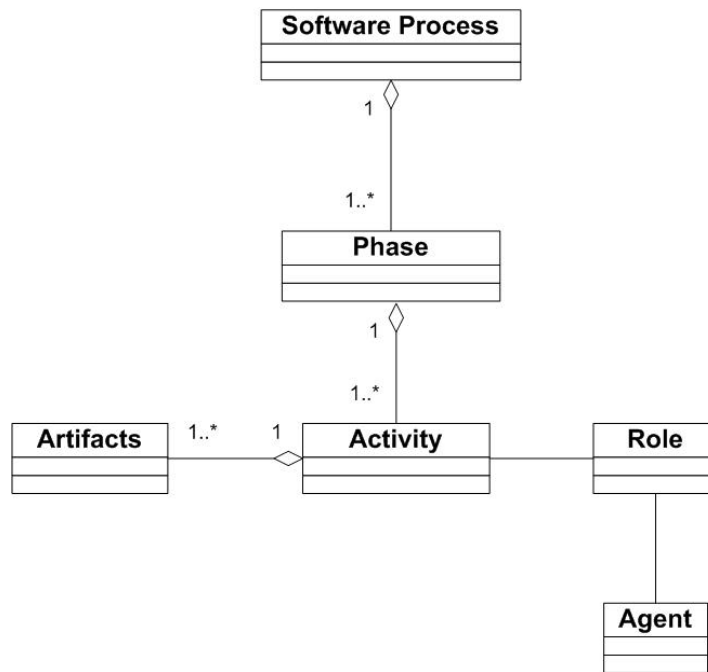 Software Process
1
1..*
Phase
1
1..*
Artifacts
1..*
1
Activity
Role
Agent